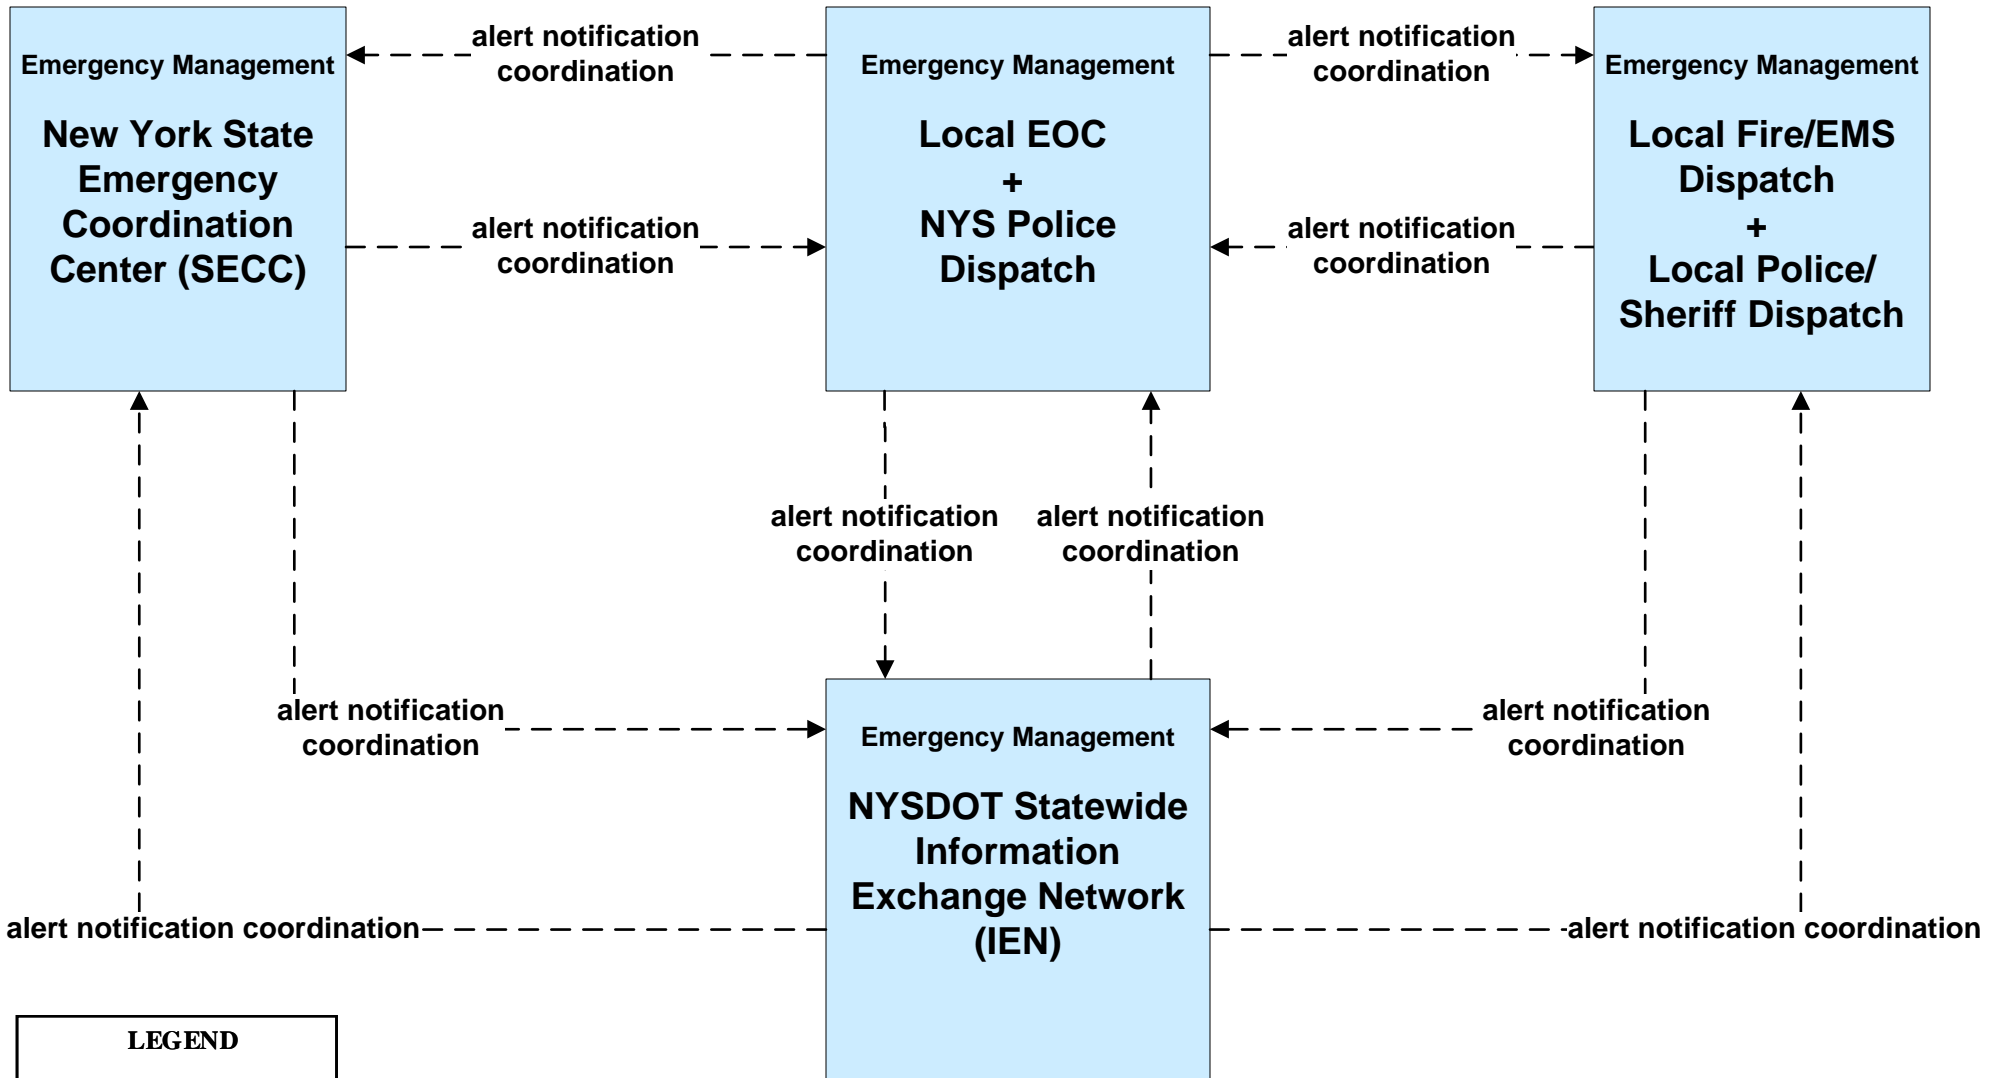 Emergency Management
New York State
Emergency
Coordination
Center (SECC)
alert notification
coordination
alert notification
coordination
Emergency Management
Local EOC
+
NYS Police
Dispatch
alert notification
coordination
alert notification
coordination
Emergency Management
Local Fire/EMS
Dispatch
+
Local Police/
Sheriff Dispatch
alert notification
coordination
alert notification
coordination
alert notification
coordination
alert notification
coordination
Emergency Management
NYSDOT Statewide
Information
Exchange Network
(IEN)
alert notification coordination
alert notification coordination
LEGEND